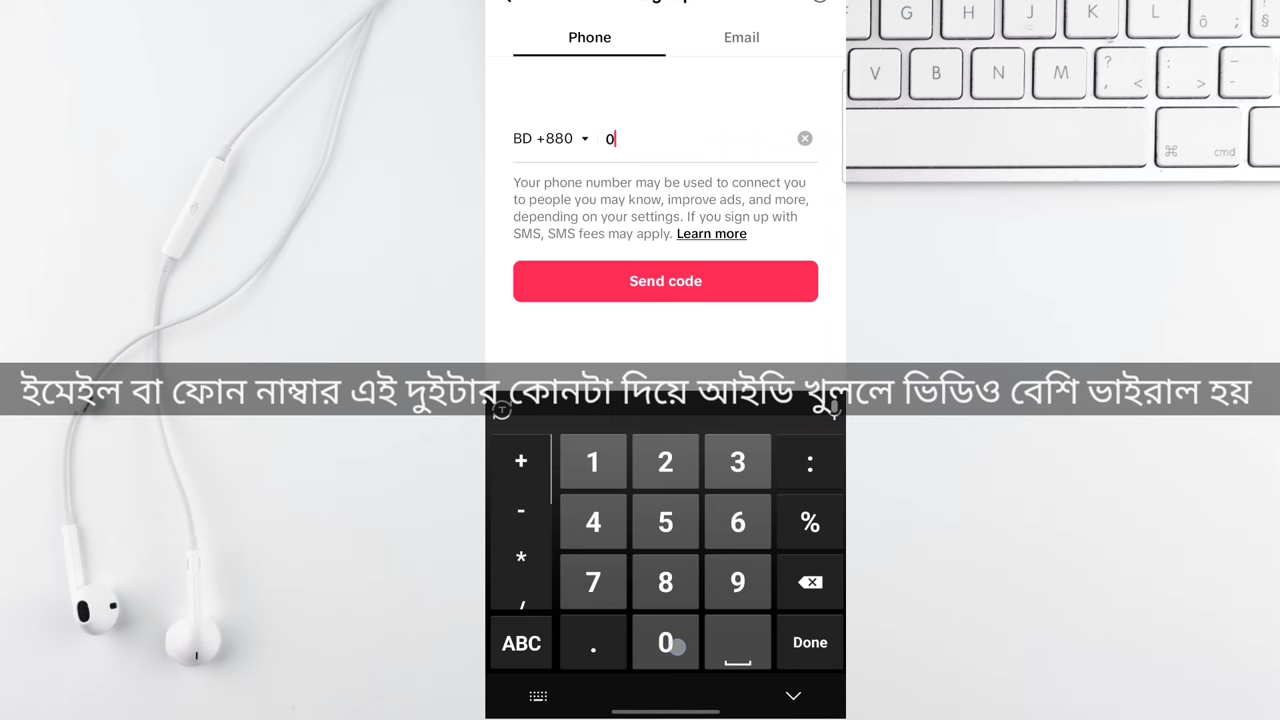 G H J K L ô ; §
Phone Email
V B N M ? , < : . > _ -
BD +880 0
cmd
Your phone number may be used to connect you
to people you may know, improve ads, and more,
depending on your settings. If you sign up with
SMS, SMS fees may apply. Learn more
Send code
ইমেইল বা ফোন নাম্বার এই দুইটার কোনটা দিয়ে আইডি খুললে ভিডিও বেশি ভাইরাল হয়
+ 1 2 3 :
- 4 5 6 %
* 7 8 9
,
ABC . 0 Done